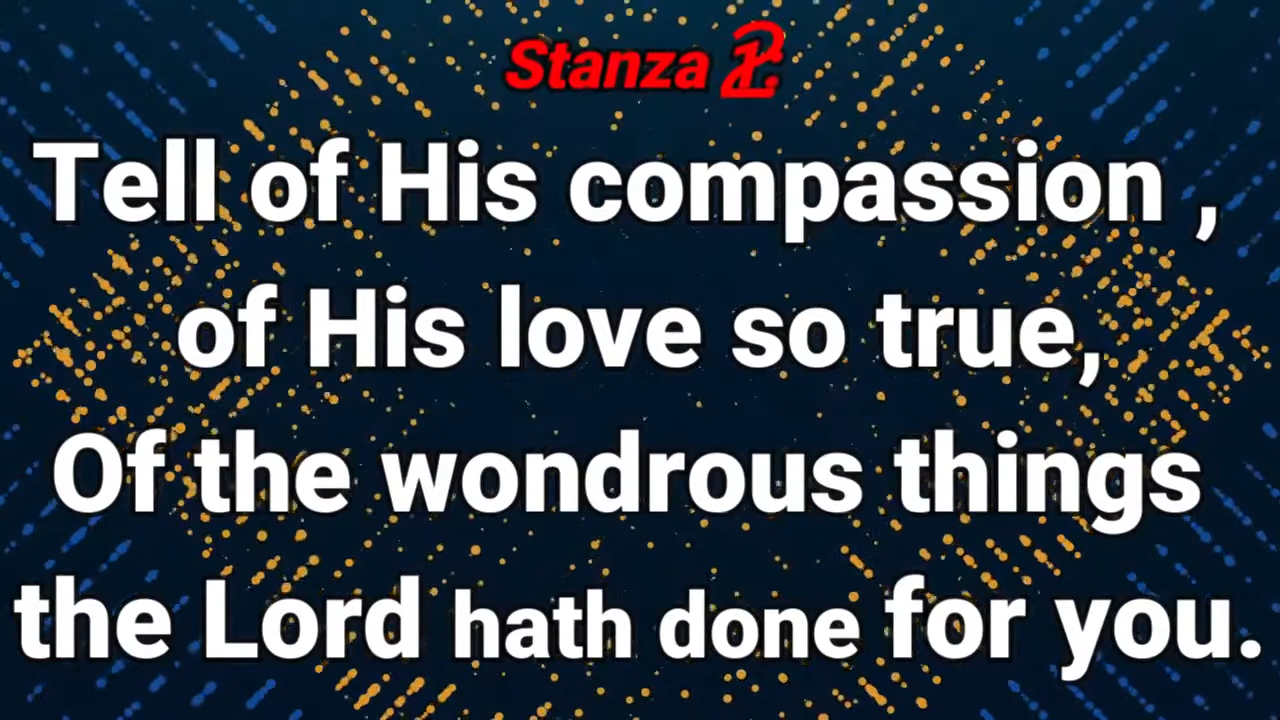 Stanza
Tell of His compassion ,
of His love so true,
Of the wondrous things
the Lord hath done for you.